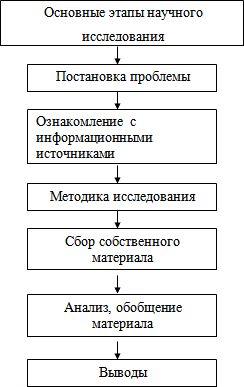 Основные этапы научного
исследования
Постановка проблемы
Ознакомление с
информационными
источниками
Методика исследования
Сбор собственного
материала
Анализ, обобщение
материала
Выводы